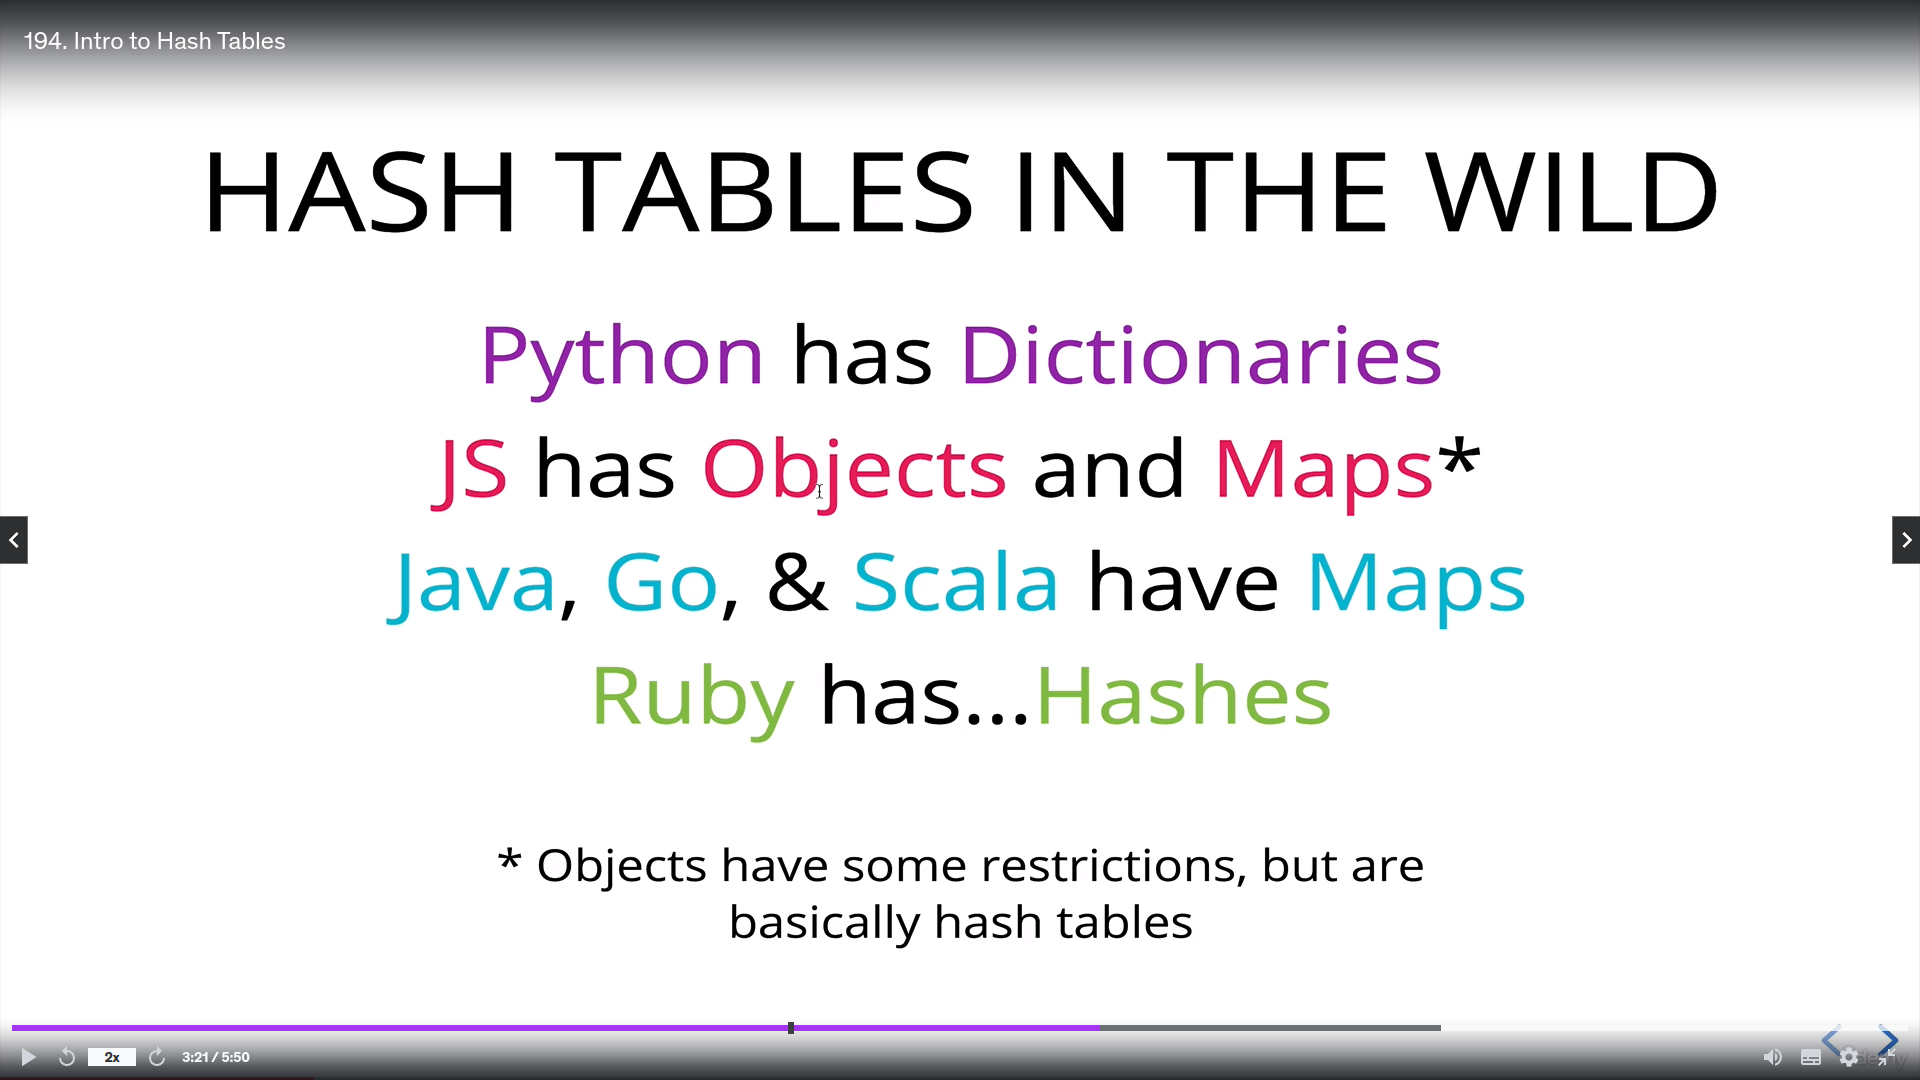 194. Intro to Hash Tables
HASH TABLES IN THE WILD
Python has Dictionaries
JS has Objects and Maps*
Java, Go, & Scala have Maps
Ruby has...Hashes
* Objects have some restrictions, but are
basically hash tables
2x
3:21 / 5:50